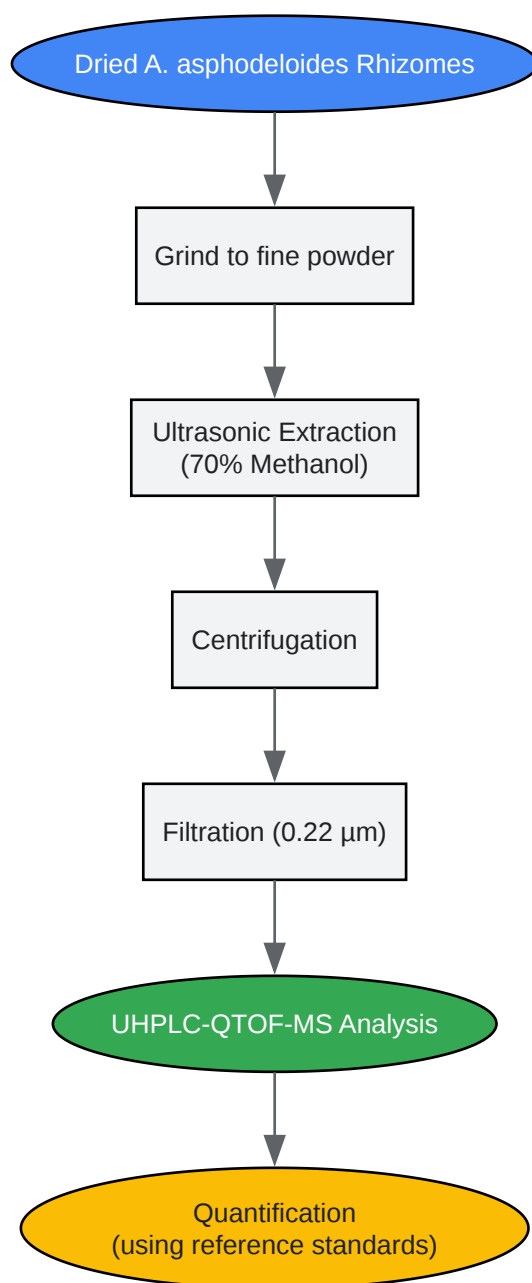 Dried A. asphodeloides Rhizomes
Grind to fine powder
Ultrasonic Extraction
(70% Methanol)
Centrifugation
Filtration (0.22 µm)
UHPLC-QTOF-MS Analysis
Quantification
(using reference standards)